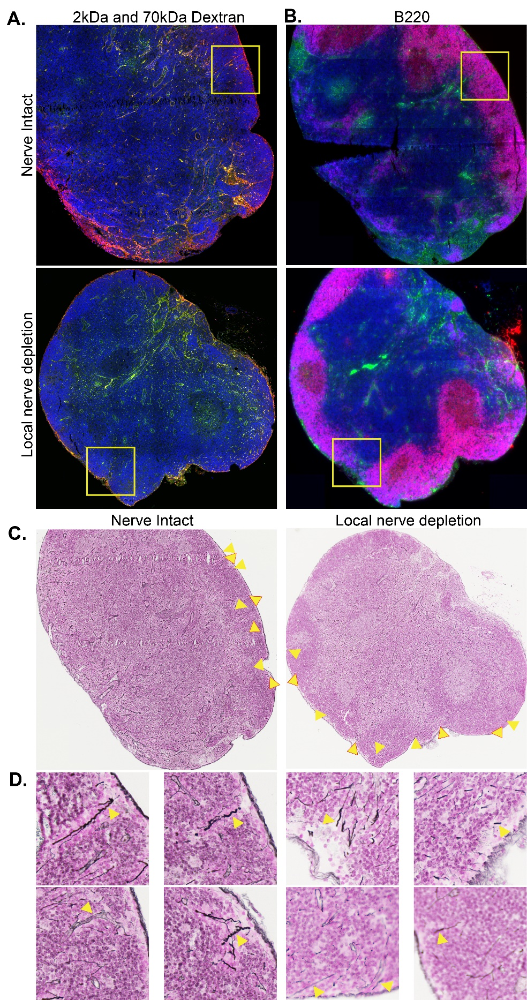 A.
2kDa and 70kDa Dextran
B.
B220
Nerve Intact
Local nerve depletion
Nerve Intact
Local nerve depletion
C.
D.